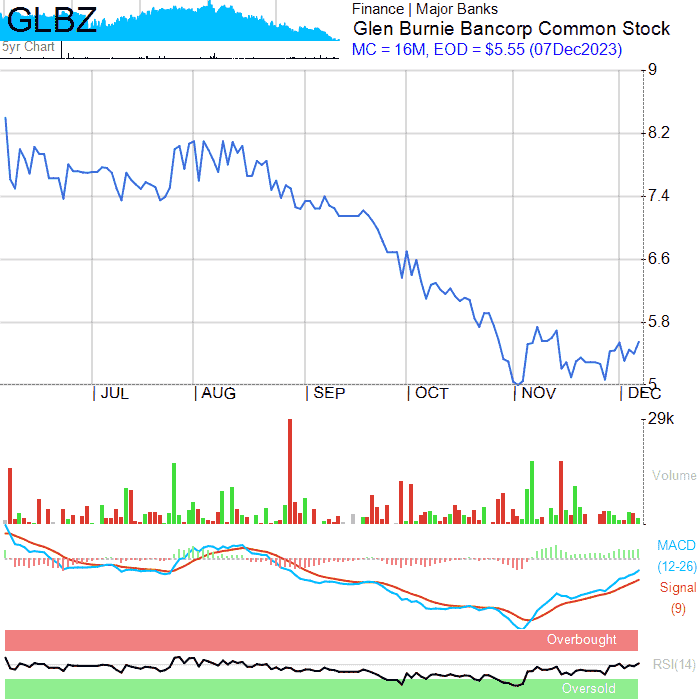 GLBZ
5yr Chart
Finance | Major Banks
Glen Burnie Bancorp Common Stock
MC = 16M, EOD = $5.55 (07Dec2023)
9
8.2
7.4
6.6
5.8
5
JUL
AUG
SEP
OCT
NOV
DEC
29k
Volume
MACD
(12-26)
Signal
(9)
Overbought
RSI(14)
Oversold